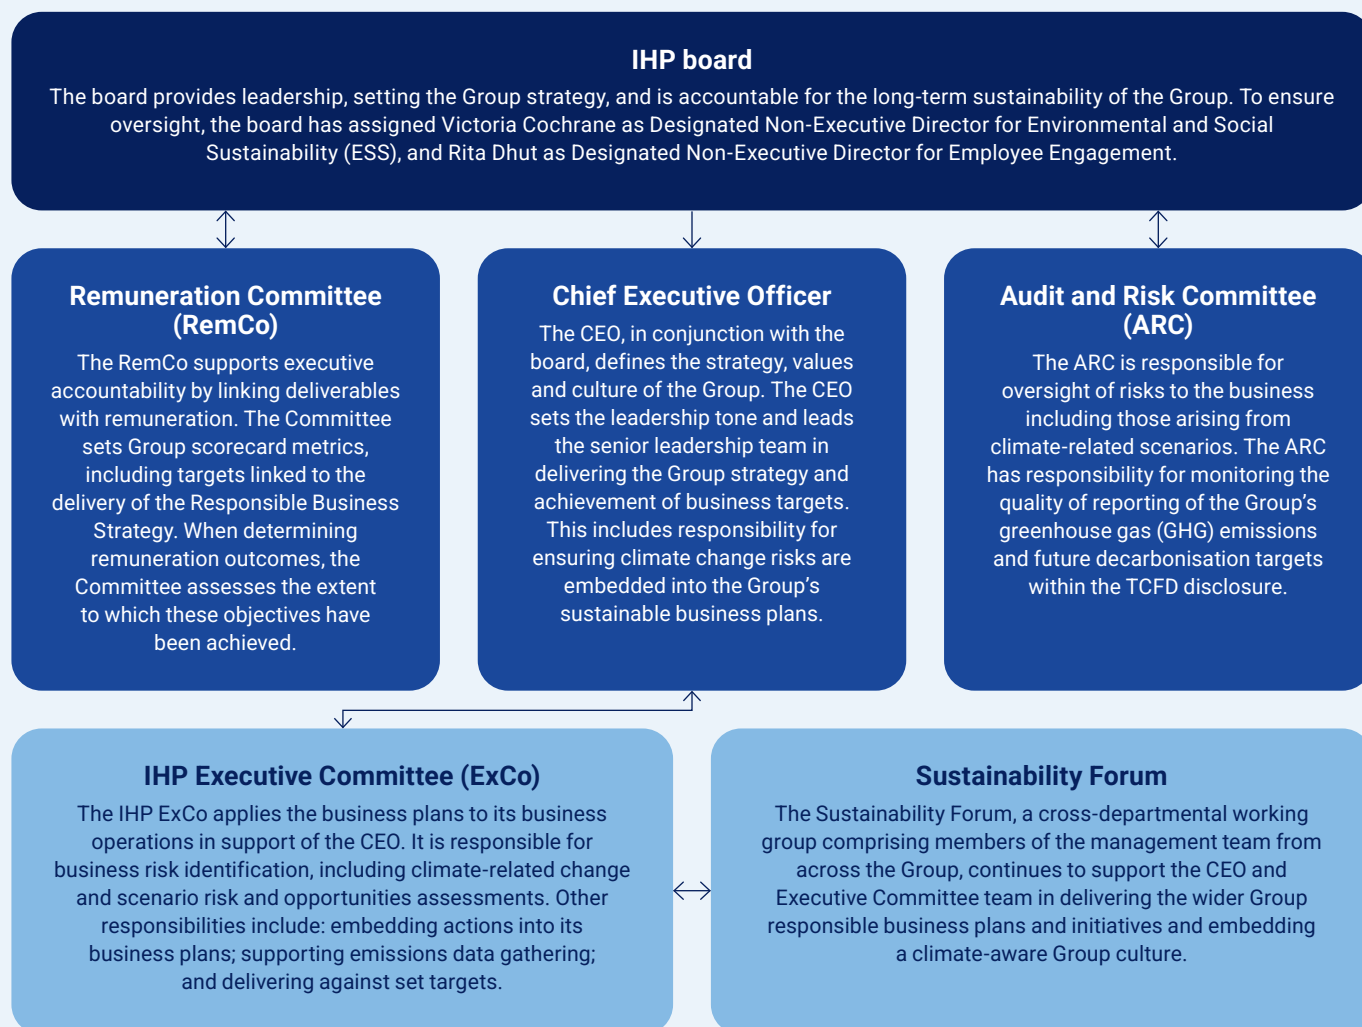 IHP board
The board provides leadership, setting the Group strategy, and is accountable for the long-term sustainability of the Group. To ensure
oversight, the board has assigned Victoria Cochrane as Designated Non-Executive Director for Environmental and Social
Sustainability (ESS), and Rita Dhut as Designated Non-Executive Director for Employee Engagement.
Remuneration Committee
(RemCo)
The RemCo supports executive
accountability by linking deliverables
with remuneration. The Committee
sets Group scorecard metrics,
including targets linked to the
delivery of the Responsible Business
Strategy. When determining
remuneration outcomes, the
Committee assesses the extent
to which these objectives have
been achieved.
Chief Executive Officer
The CEO, in conjunction with the
board, defines the strategy, values
and culture of the Group. The CEO
sets the leadership tone and leads
the senior leadership team in
delivering the Group strategy and
achievement of business targets.
This includes responsibility for
ensuring climate change risks are
embedded into the Group's
sustainable business plans.
Audit and Risk Committee
(ARC)
The ARC is responsible for
oversight of risks to the business
including those arising from
climate-related scenarios. The ARC
has responsibility for monitoring the
quality of reporting of the Group's
greenhouse gas (GHG) emissions
and future decarbonisation targets
within the TCFD disclosure.
IHP Executive Committee (ExCo)
The IHP ExCo applies the business plans to its business
operations in support of the CEO. It is responsible for
business risk identification, including climate-related change
and scenario risk and opportunities assessments. Other
responsibilities include: embedding actions into its
business plans; supporting emissions data gathering;
and delivering against set targets.
Sustainability Forum
The Sustainability Forum, a cross-departmental working
group comprising members of the management team from
across the Group, continues to support the CEO and
Executive Committee team in delivering the wider Group
responsible business plans and initiatives and embedding
a climate-aware Group culture.